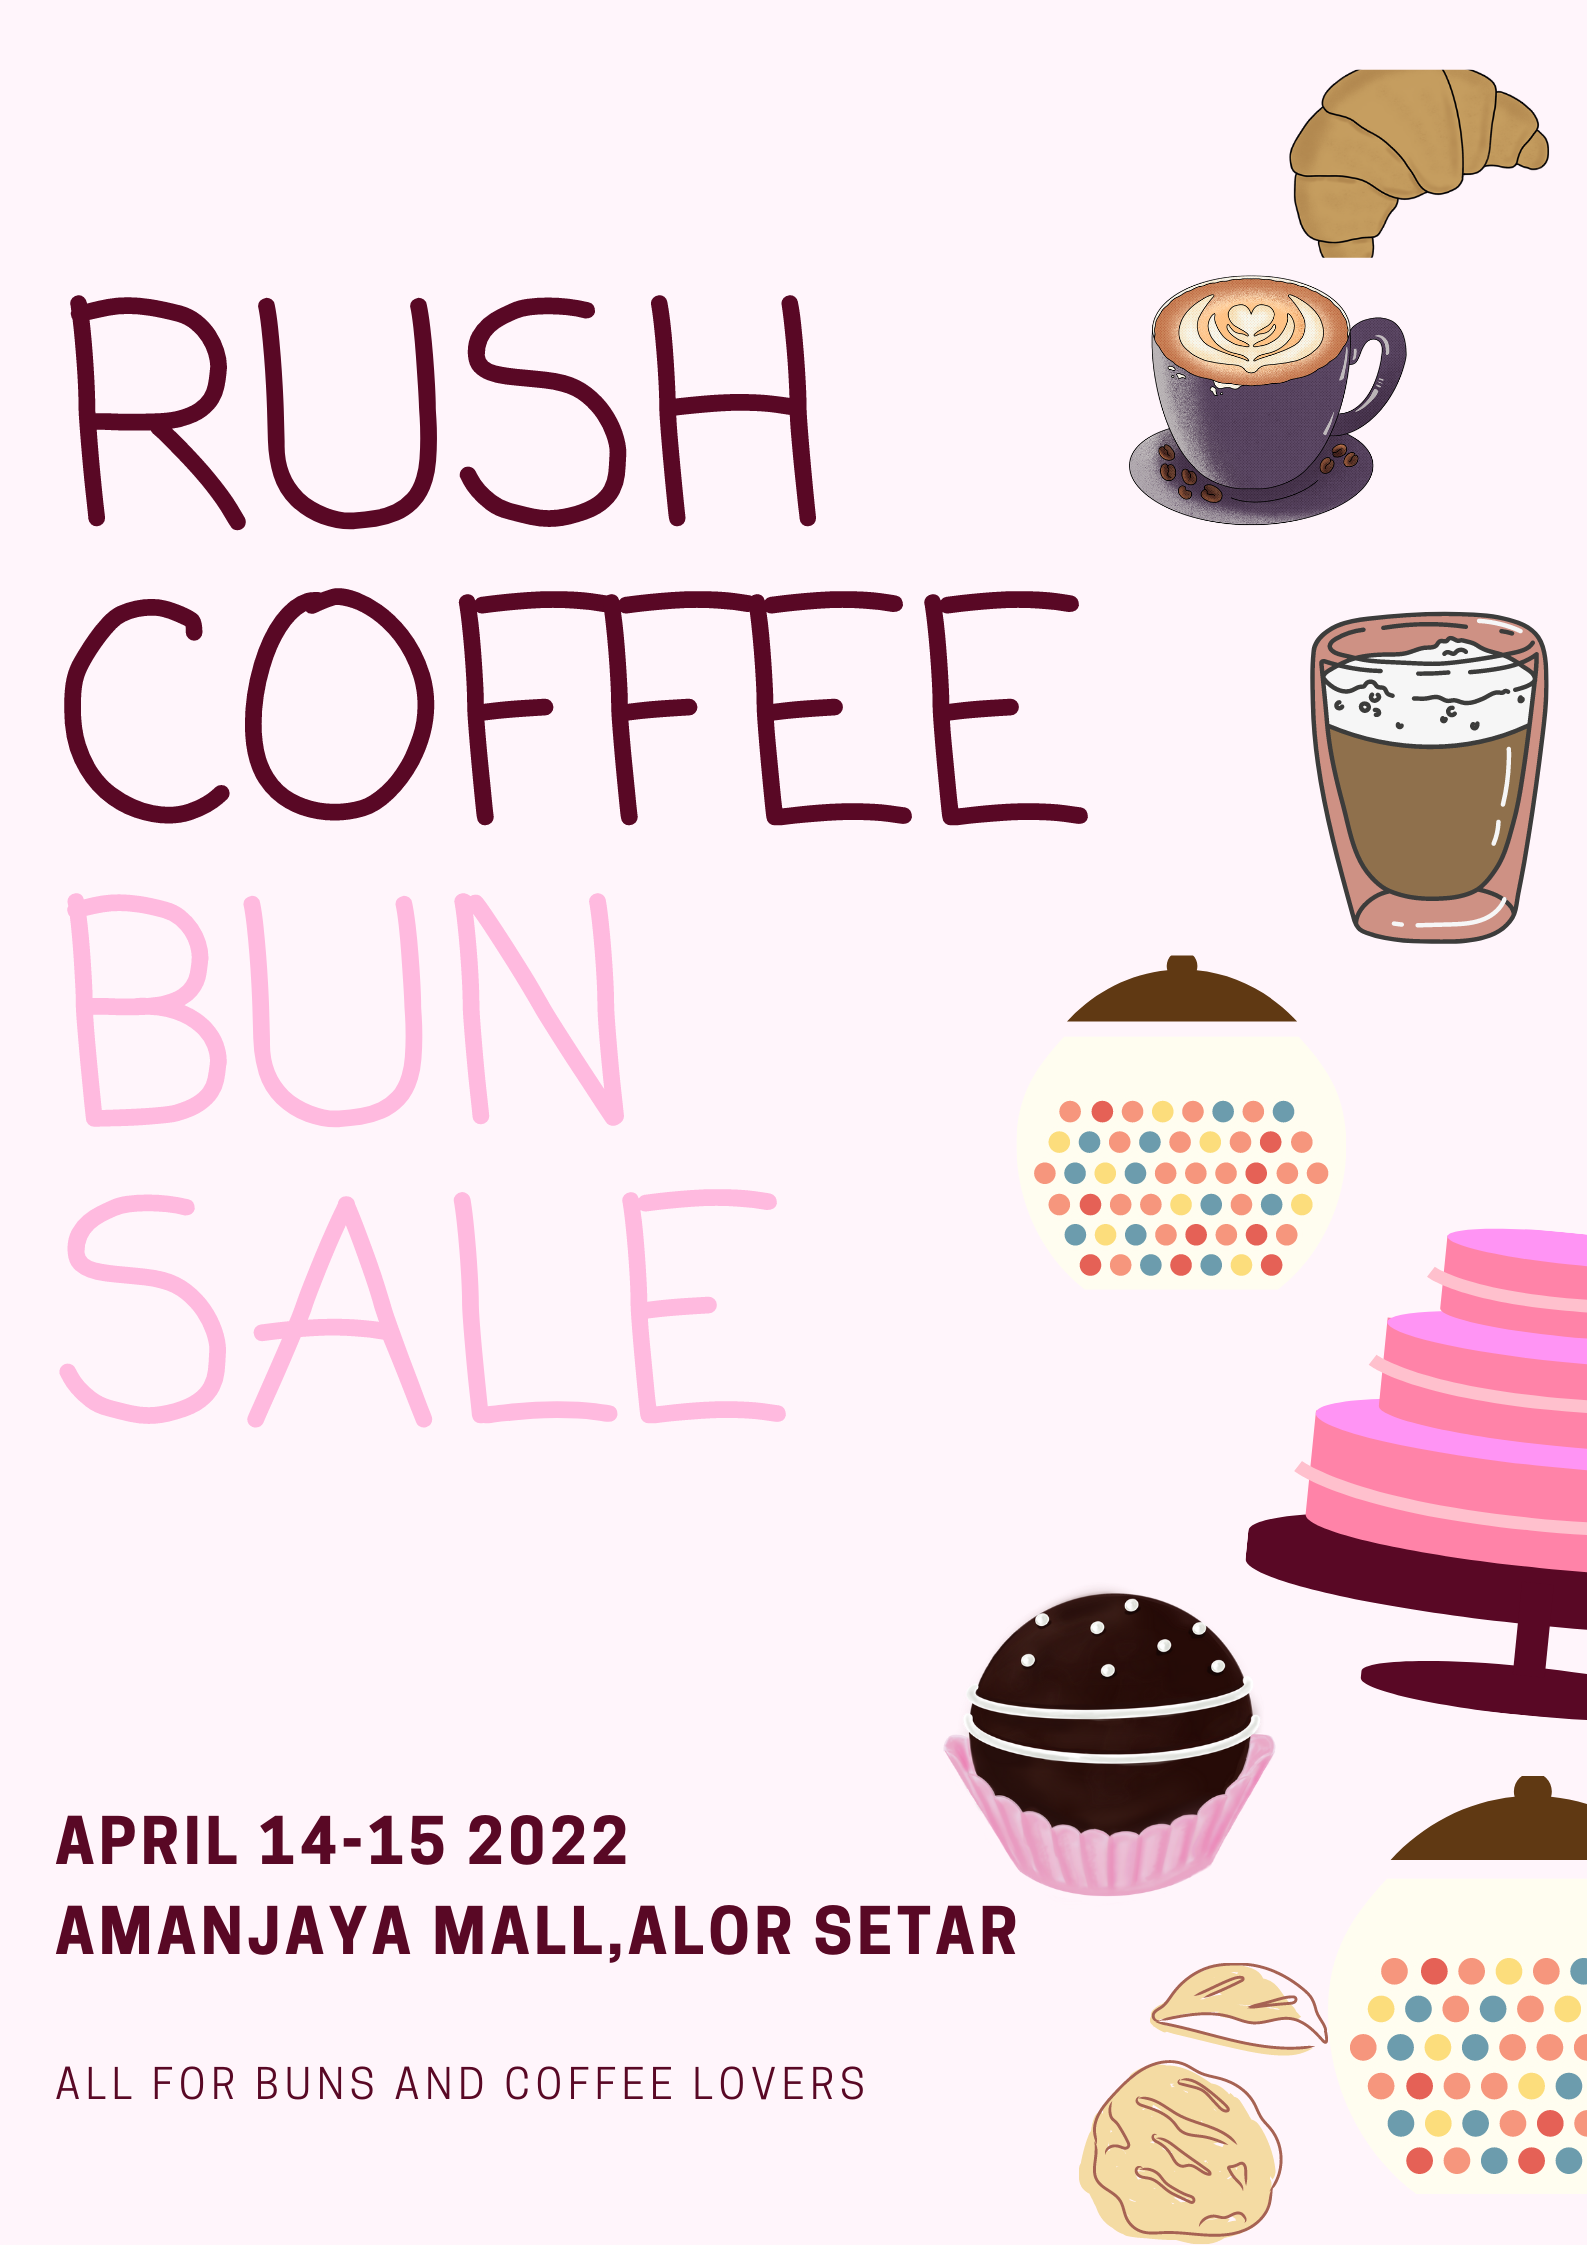 RUSH
COFFEE
BUN
SALE
APRIL 14-15 2022
AMANJAYA MALL,ALOR SETAR
ALL FOR BUNS AND COFFEE LOVERS